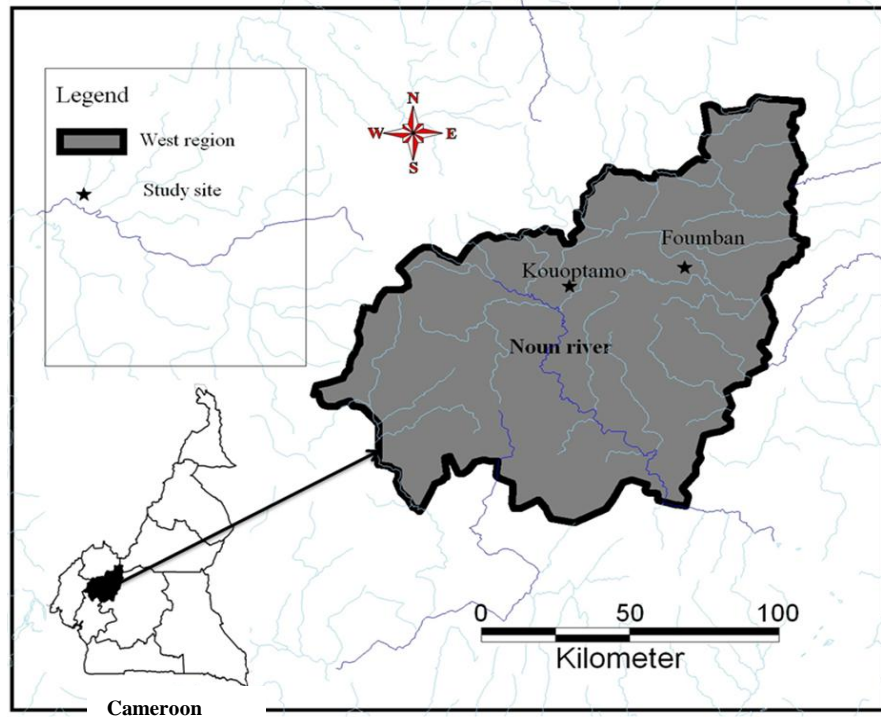 Legend
West region
Study site
N
W E
S
Foumban
Kouoptamo
Noun river
0 50 100
Kilometer
Cameroon